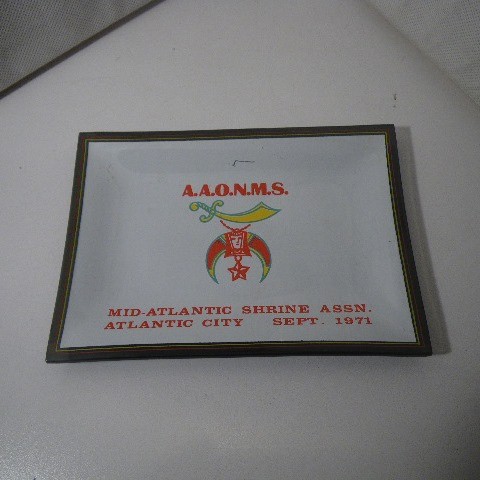 A.A.O.N.M.S.
MID-ATLANTIC SHRINE ASSN.
ATLANTIC CITY SEPT. 1971